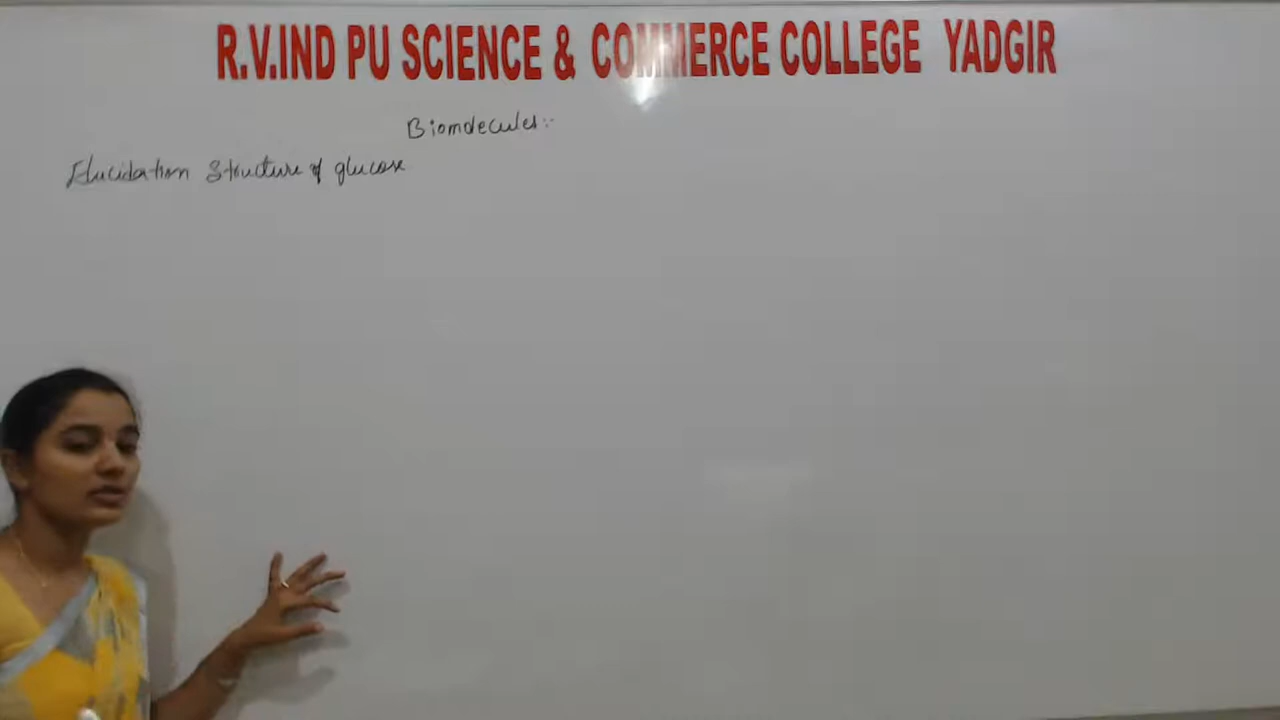 R.V.IND PU SCIENCE & COMMERCE COLLEGE YADGIR
Biomolecules:-
Elucidation Structure of glucose